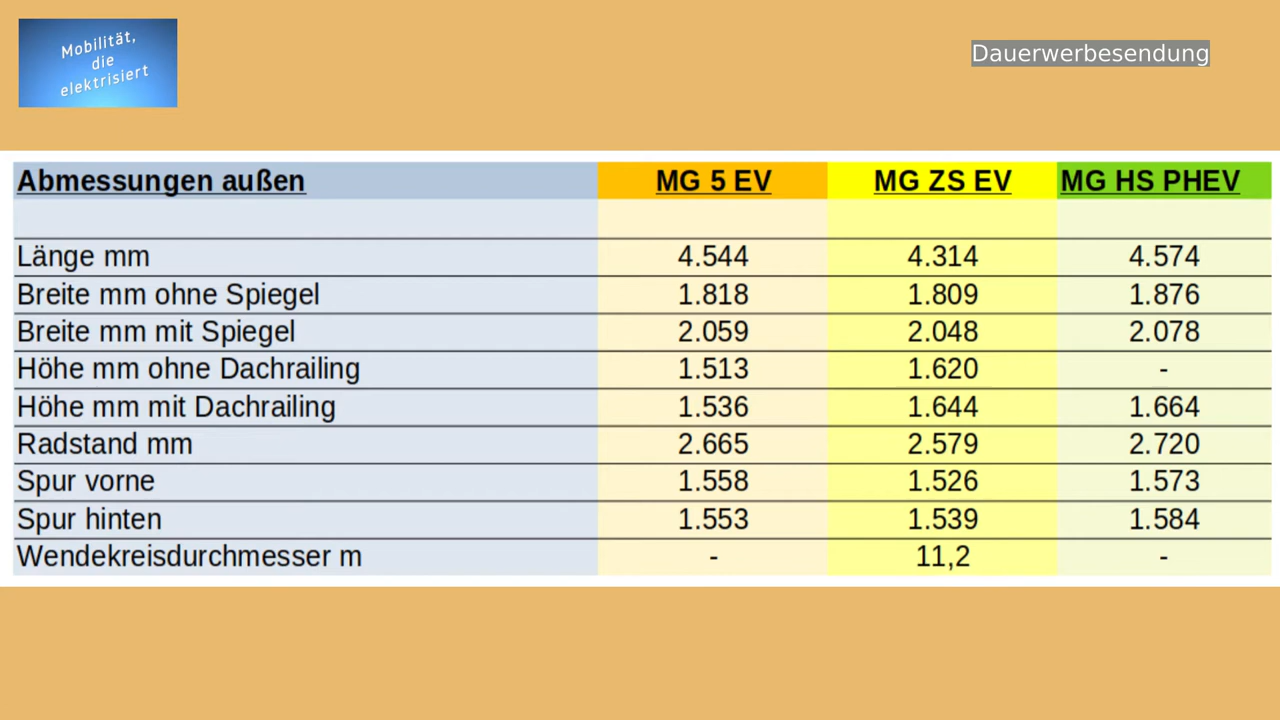 Mobilität,
die
elektrisiert
Dauerwerbesendung
Abmessungen außen MG 5 EV MG ZS EV MG HS PHEV
Länge mm 4.544 4.314 4.574
Breite mm ohne Spiegel 1.818 1.809 1.876
Breite mm mit Spiegel 2.059 2.048 2.078
Höhe mm ohne Dachrailing 1.513 1.620 -
Höhe mm mit Dachrailing 1.536 1.644 1.664
Radstand mm 2.665 2.579 2.720
Spur vorne 1.558 1.526 1.573
Spur hinten 1.553 1.539 1.584
Wendekreisdurchmesser m - 11,2 -